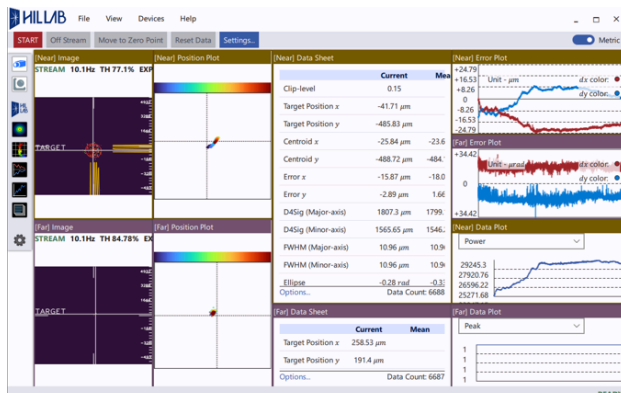 HILLAB File View Devices Help
START Off Stream Move to Zero Point Reset Data Settings... Metric
[Near] Image
STREAM 10.1Hz TH 77.1% EXP
TARGET
[Near] Position Plot
[Near] Data Sheet
Current Mea
Clip-level 0.15
Target Position x -41.71 μm
Target Position y -485.83 μm
Centroid x -25.84 μm -23.6
Centroid y -488.72 μm -484.
Error x -15.87 μm -18.0
Error y -2.89 μm 1.66
D4Sig (Major-axis) 1807.3 μm 1799.
D4Sig (Minor-axis) 1565.65 μm 1546.
FWHM (Major-axis) 10.96 μm 10.9
FWHM (Minor-axis) 10.96 μm 10.9
Ellipse -0.28 rad -0.3
Options... Data Count: 6688
[Near] Error Plot
+24.79
+16.53 Unit - μm dx color:
+8.26 dy color:
0
-8.26
-16.53
-24.79
[Far] Error Plot
+34.42
Unit - μrad dx color:
dy color:
0
-34.42
[Near] Data Plot
Power
29245.3
27920.76
26596.22
25271.68
[Far] Image
STREAM 10.1Hz TH 84.78% EX
TARGET
[Far] Position Plot
[Far] Data Sheet
Current Mean
Target Position x 258.53 μm
Target Position y 191.4 μm
Options... Data Count: 6687
[Far] Data Plot
Peak
1
1
1
1